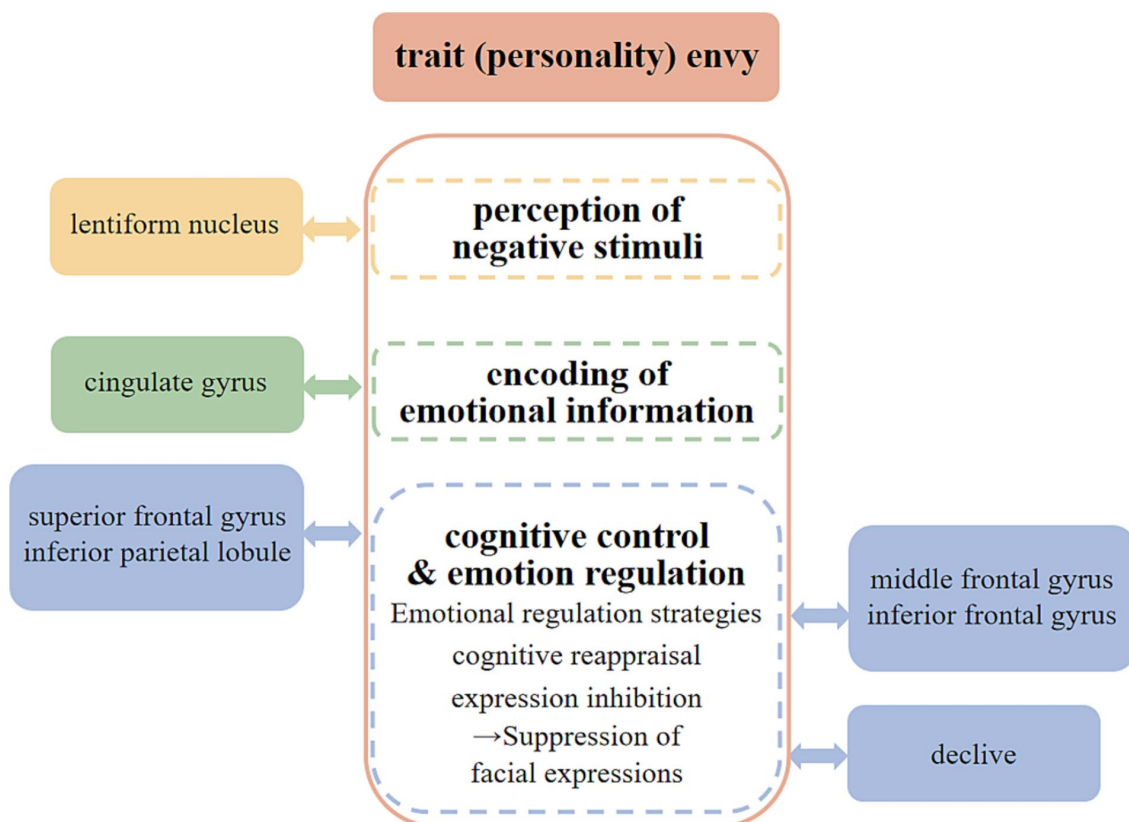 trait (personality) envy
lentiform nucleus
perception of
negative stimuli
cingulate gyrus
encoding of
emotional information
superior frontal gyrus
inferior parietal lobule
cognitive control
& emotion regulation
Emotional regulation strategies
cognitive reappraisal
expression inhibition
→Suppression of
facial expressions
middle frontal gyrus
inferior frontal gyrus
declive